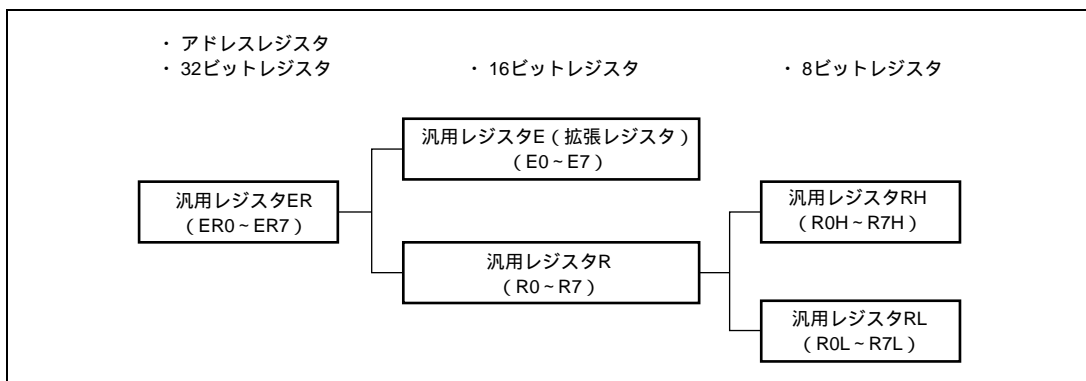 ・ アドレスレジスタ
・ 32ビットレジスタ
・ 16ビットレジスタ
・ 8ビットレジスタ
汎用レジスタER
（ ER0 ~ ER7 ）
汎用レジスタE（ 拡張レジスタ ）
（ E0 ~ E7 ）
汎用レジスタR
（ R0 ~ R7 ）
汎用レジスタRH
（ R0H ~ R7H ）
汎用レジスタRL
（ R0L ~ R7L ）